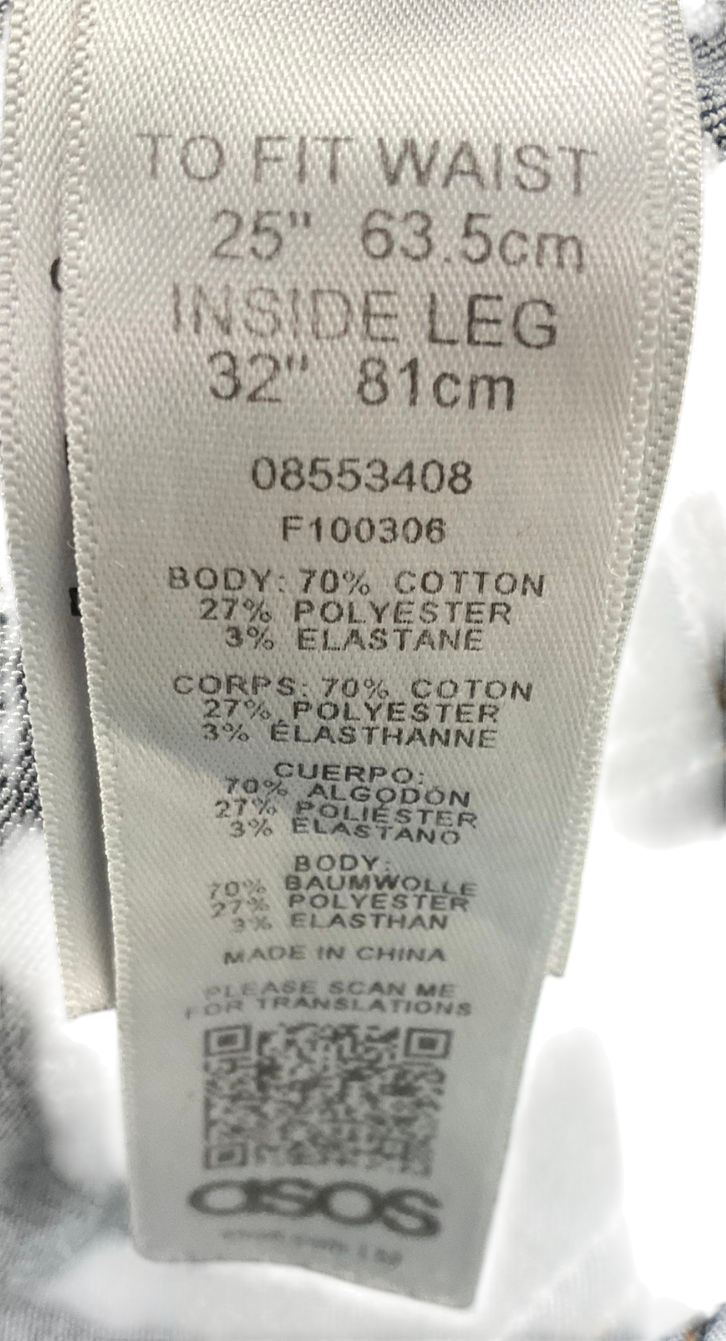 TO FIT WAIST
25" 63.5cm
INSIDE LEG
32" 81cm
08553408
F100306
BODY: 70% COTTON
27% POLYESTER
3% ELASTANE
CORPS: 70% COTON
27% POLYESTER
3% ÉLASTHANNE
CUERPO:
70% ALGODÓN
27% POLIÉSTER
3% ELASTANO
BODY:
70% BAUMWOLLE
27% POLYESTER
3% ELASTHAN
MADE IN CHINA
PLEASE SCAN ME
FOR TRANSLATIONS
asos